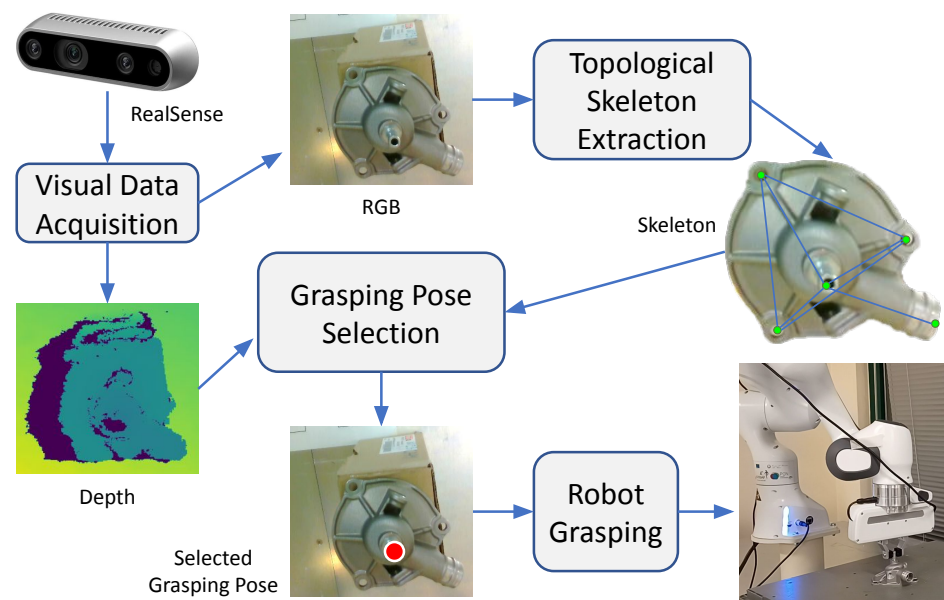 RealSense
Visual Data
Acquisition
RGB
Topological
Skeleton
Extraction
Skeleton
Grasping Pose
Selection
Depth
Selected
Grasping Pose
Robot
Grasping